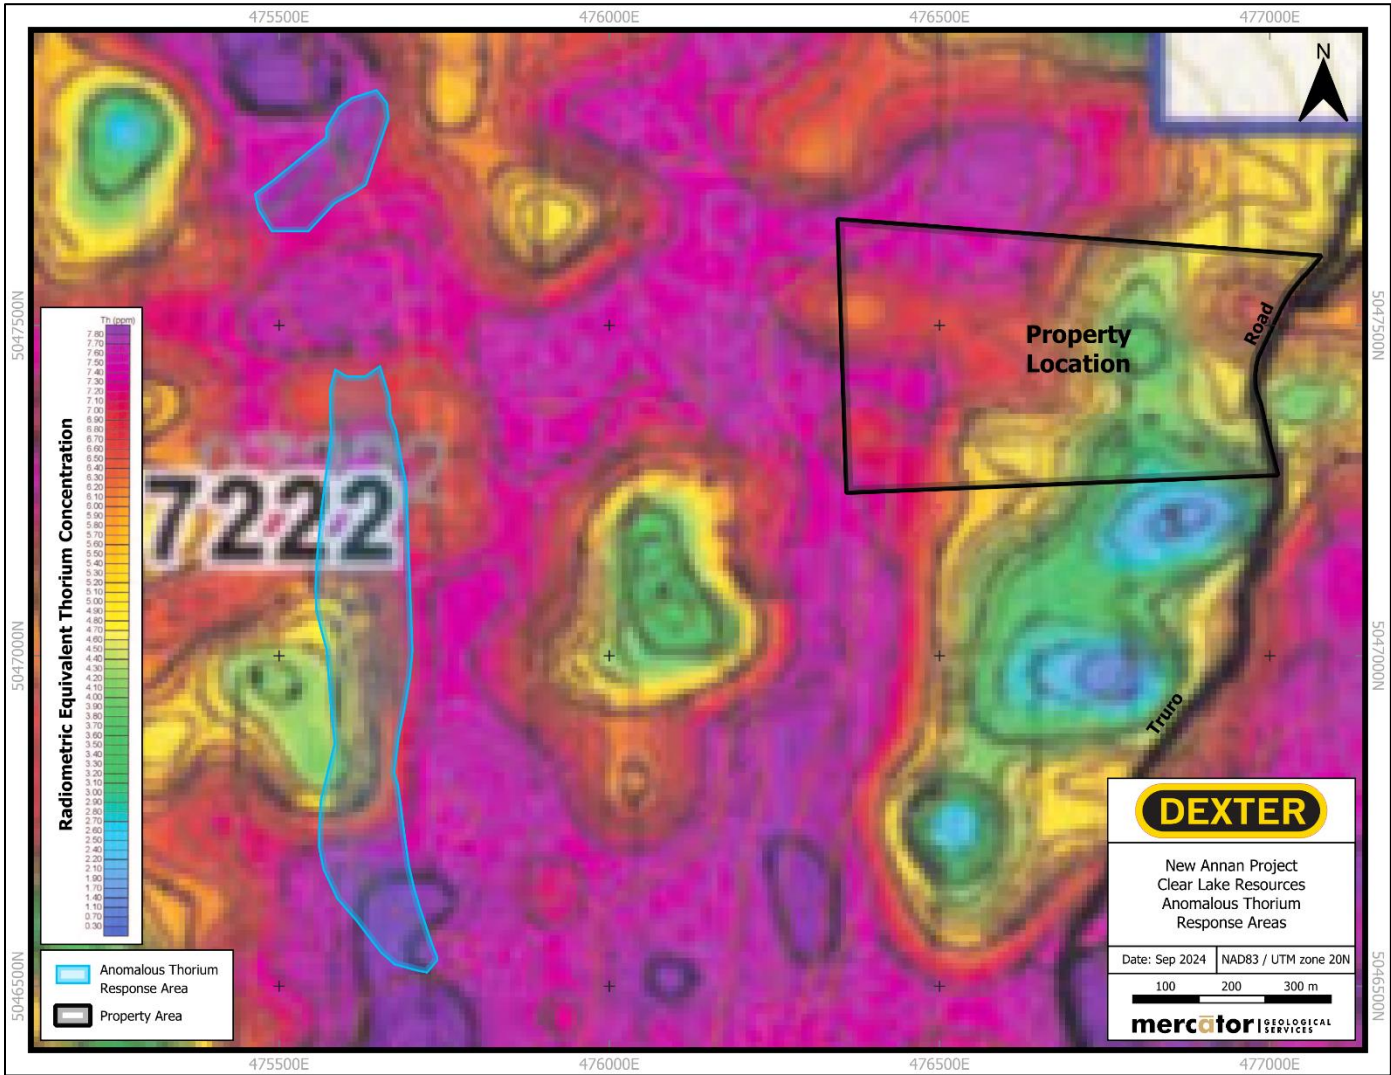 475500E
476000E
476500E
477000E
N
5047500N
5047500N
Property
Location
Road
7222
Truro
5047000N
5047000N
5046500N
5046500N
Radiometric Equivalent Thorium Concentration
Th (ppm)
7.80
7.70
7.60
7.50
7.40
7.30
7.20
7.10
7.00
6.90
6.80
6.70
6.60
6.50
6.40
6.30
6.20
6.10
6.00
5.90
5.80
5.70
5.60
5.50
5.40
5.30
5.20
5.10
5.00
4.90
4.80
4.70
4.60
4.50
4.40
4.30
4.20
4.10
4.00
3.90
3.80
3.70
3.60
3.50
3.40
3.30
3.20
3.10
3.00
2.90
2.80
2.70
2.60
2.40
2.20
2.10
1.90
1.70
1.40
1.10
0.70
0.30
Anomalous Thorium
Response Area
Property Area
DEXTER
New Annan Project
Clear Lake Resources
Anomalous Thorium
Response Areas
Date: Sep 2024
NAD83 / UTM zone 20N
100 200 300 m
mercator GEOLOGICAL
SERVICES
475500E
476000E
476500E
477000E